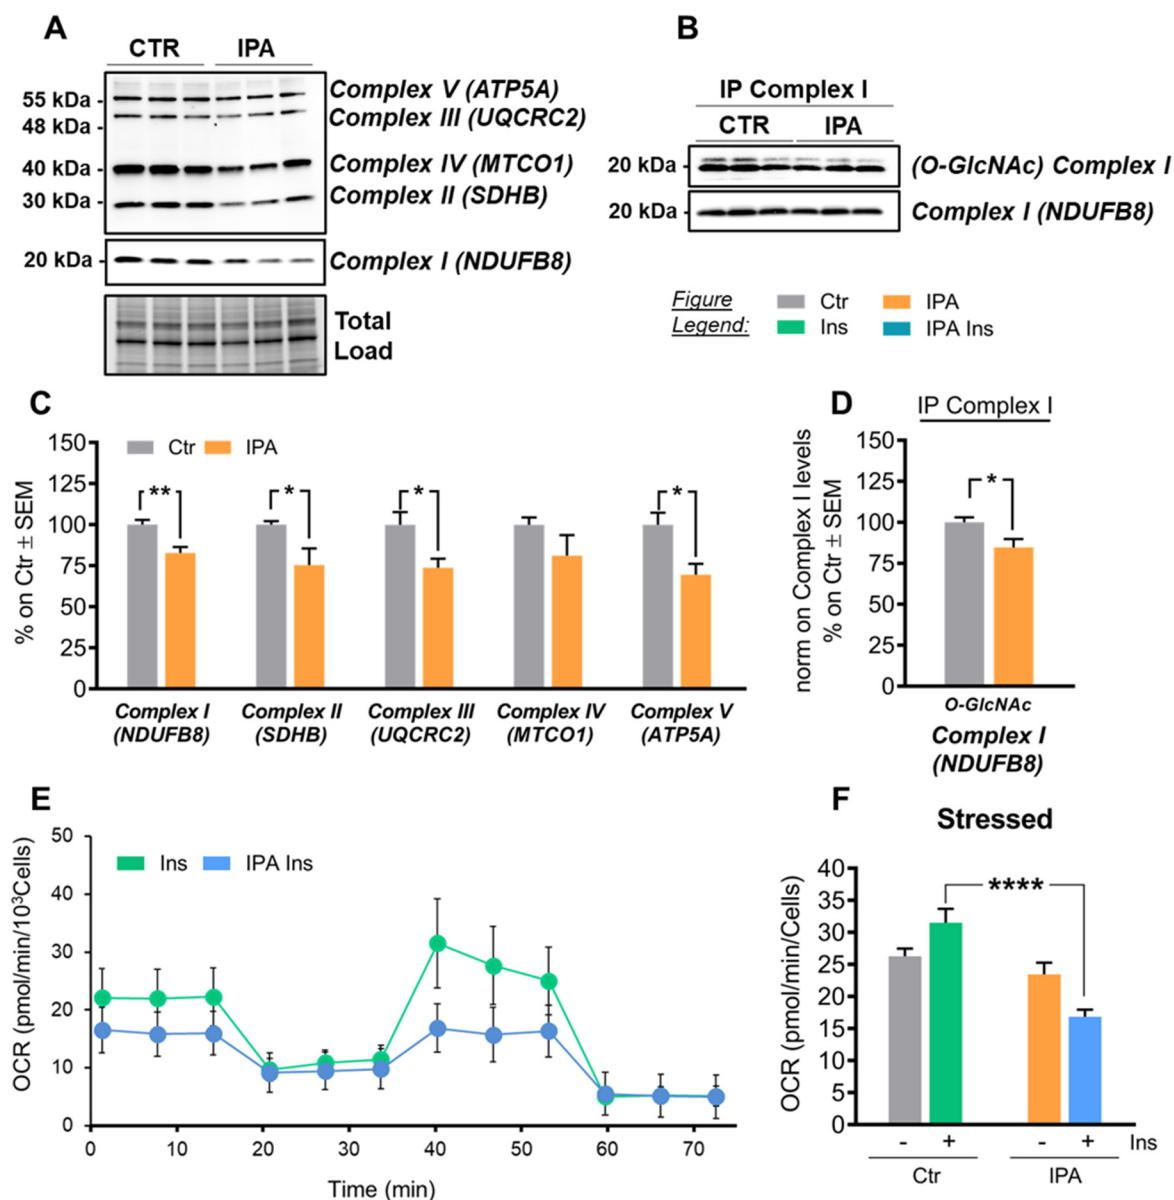 A
CTR IPA
55 kDa -
48 kDa -
40 kDa -
30 kDa -
20 kDa -
Complex V (ATP5A)
Complex III (UQCRC2)
Complex IV (MTCO1)
Complex II (SDHB)
Complex I (NDUFB8)
Total
Load
B
IP Complex I
CTR IPA
20 kDa - (O-GlcNAc) Complex I
20 kDa - Complex I (NDUFB8)
Figure
Legend:
Ctr IPA
Ins IPA Ins
C
Ctr IPA
% on Ctr ± SEM
150
125
100
75
50
25
0
** * * *
Complex I Complex II Complex III Complex IV Complex V
(NDUFB8) (SDHB) (UQCRC2) (MTCO1) (ATP5A)
D
IP Complex I
norm on Complex I levels
% on Ctr ± SEM
150
125
100
75
50
25
0
*
O-GlcNAc
Complex I
(NDUFB8)
E
Ins IPA Ins
OCR (pmol/min/10³Cells)
50
40
30
20
10
0
0 10 20 30 40 50 60 70
Time (min)
F
Stressed
OCR (pmol/min/Cells)
40
35
30
25
20
15
10
5
0
****
- + - + Ins
Ctr IPA